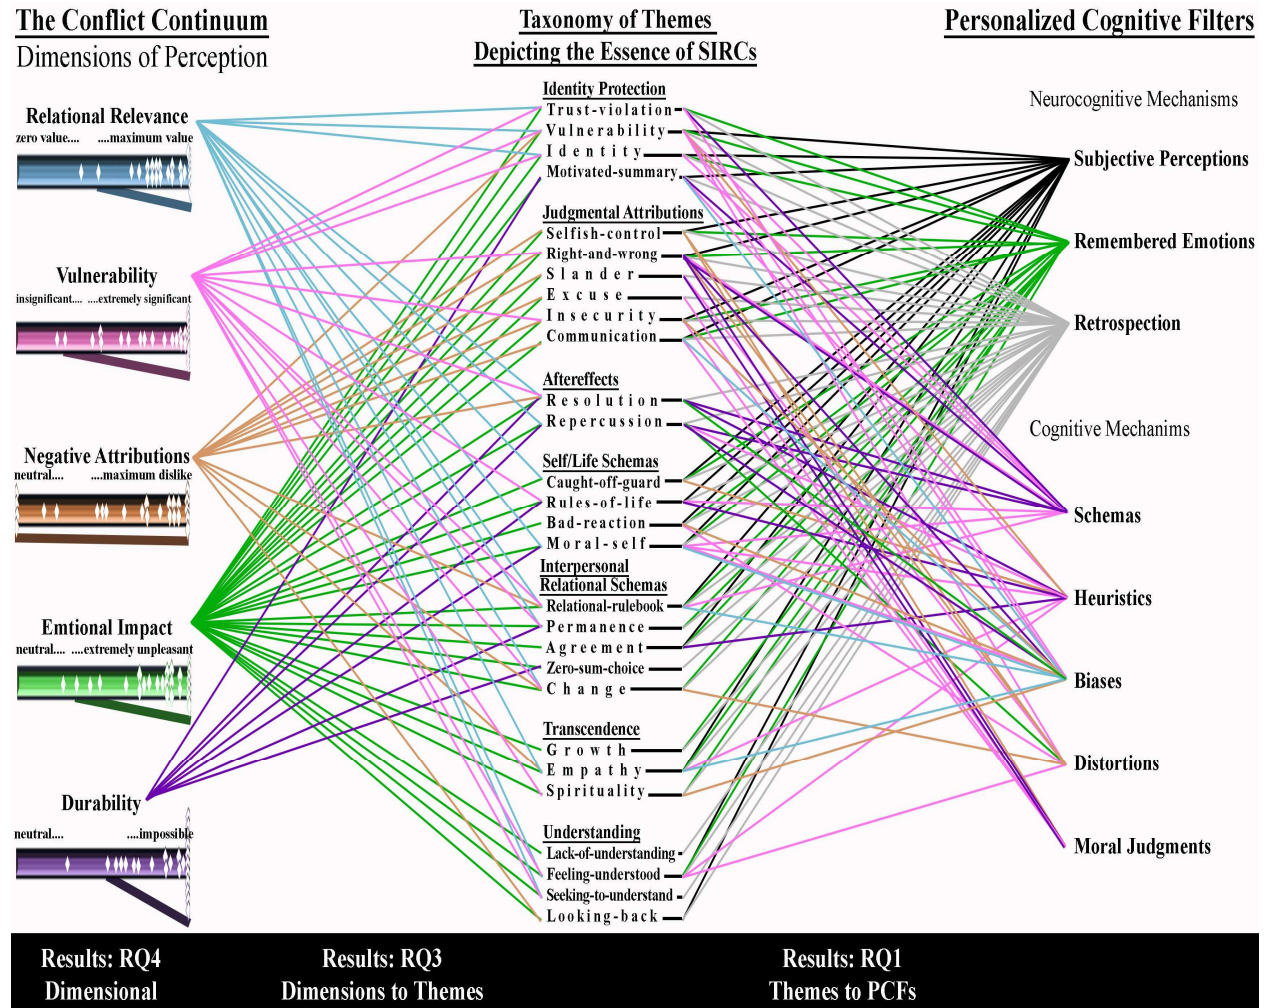 The Conflict Continuum
Dimensions of Perception
Relational Relevance
zero value.... ....maximum value
Vulnerability
insignificant.... ....extremely significant
Negative Attributions
neutral.... ....maximum dislike
Emtional Impact
neutral.... ....extremely unpleasant
Durability
neutral.... ....impossible
Taxonomy of Themes
Depicting the Essence of SIRCs
Identity Protection
Trust-violation
Vulnerability
Identity
Motivated-summary
Judgmental Attributions
Selfish-control
Right-and-wrong
Slander
Excuse
Insecurity
Communication
Aftereffects
Resolution
Repercussion
Self/Life Schemas
Caught-off-guard
Rules-of-life
Bad-reaction
Moral-self
Interpersonal
Relational Schemas
Relational-rulebook
Permanence
Agreement
Zero-sum-choice
Change
Transcendence
Growth
Empathy
Spirituality
Understanding
Lack-of-understanding
Feeling-understood
Seeking-to-understand
Looking-back
Personalized Cognitive Filters
Neurocognitive Mechanisms
Subjective Perceptions
Remembered Emotions
Retrospection
Cognitive Mechanims
Schemas
Heuristics
Biases
Distortions
Moral Judgments
Results: RQ4
Dimensional
Results: RQ3
Dimensions to Themes
Results: RQ1
Themes to PCFs